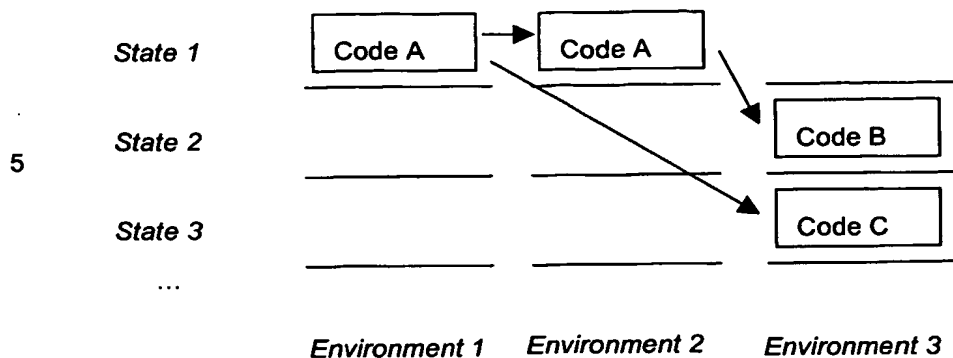 State 1 Code A Code A
5 State 2 Code B
State 3 Code C
...
Environment 1 Environment 2 Environment 3